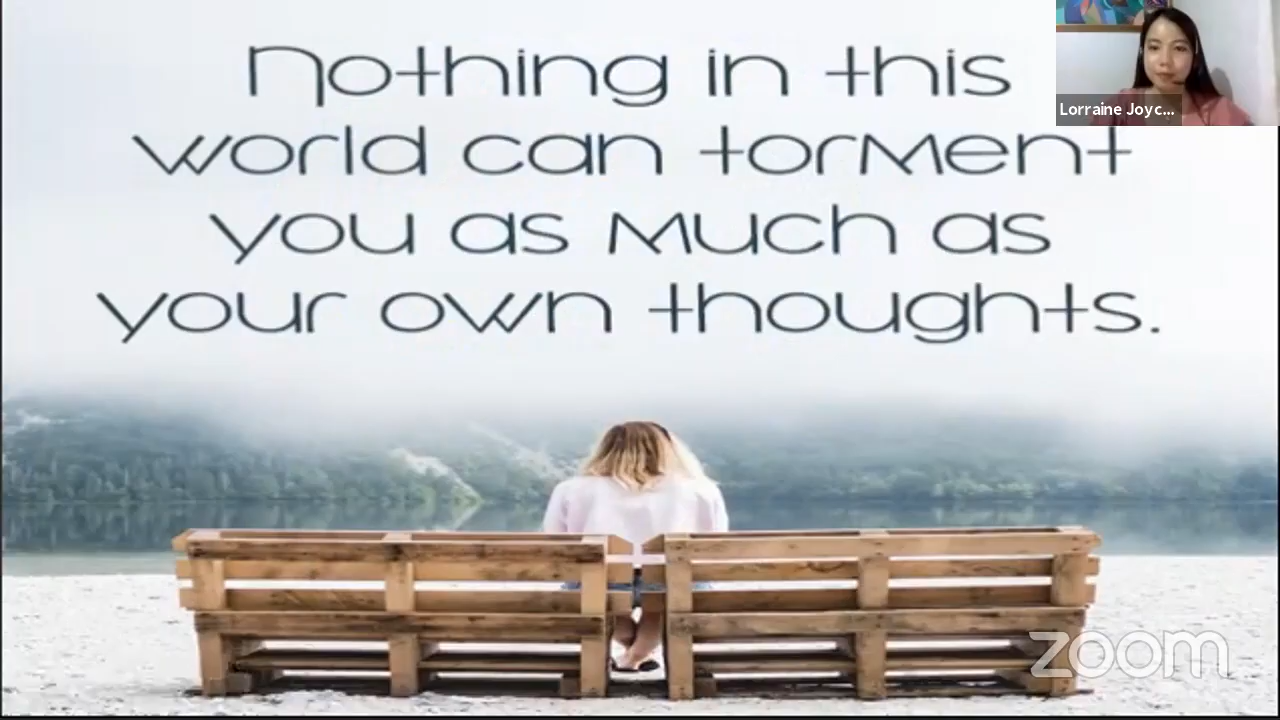 Nothing in this
world can torment
you as much as
your own thoughts.
Lorraine Joyc...
zoom